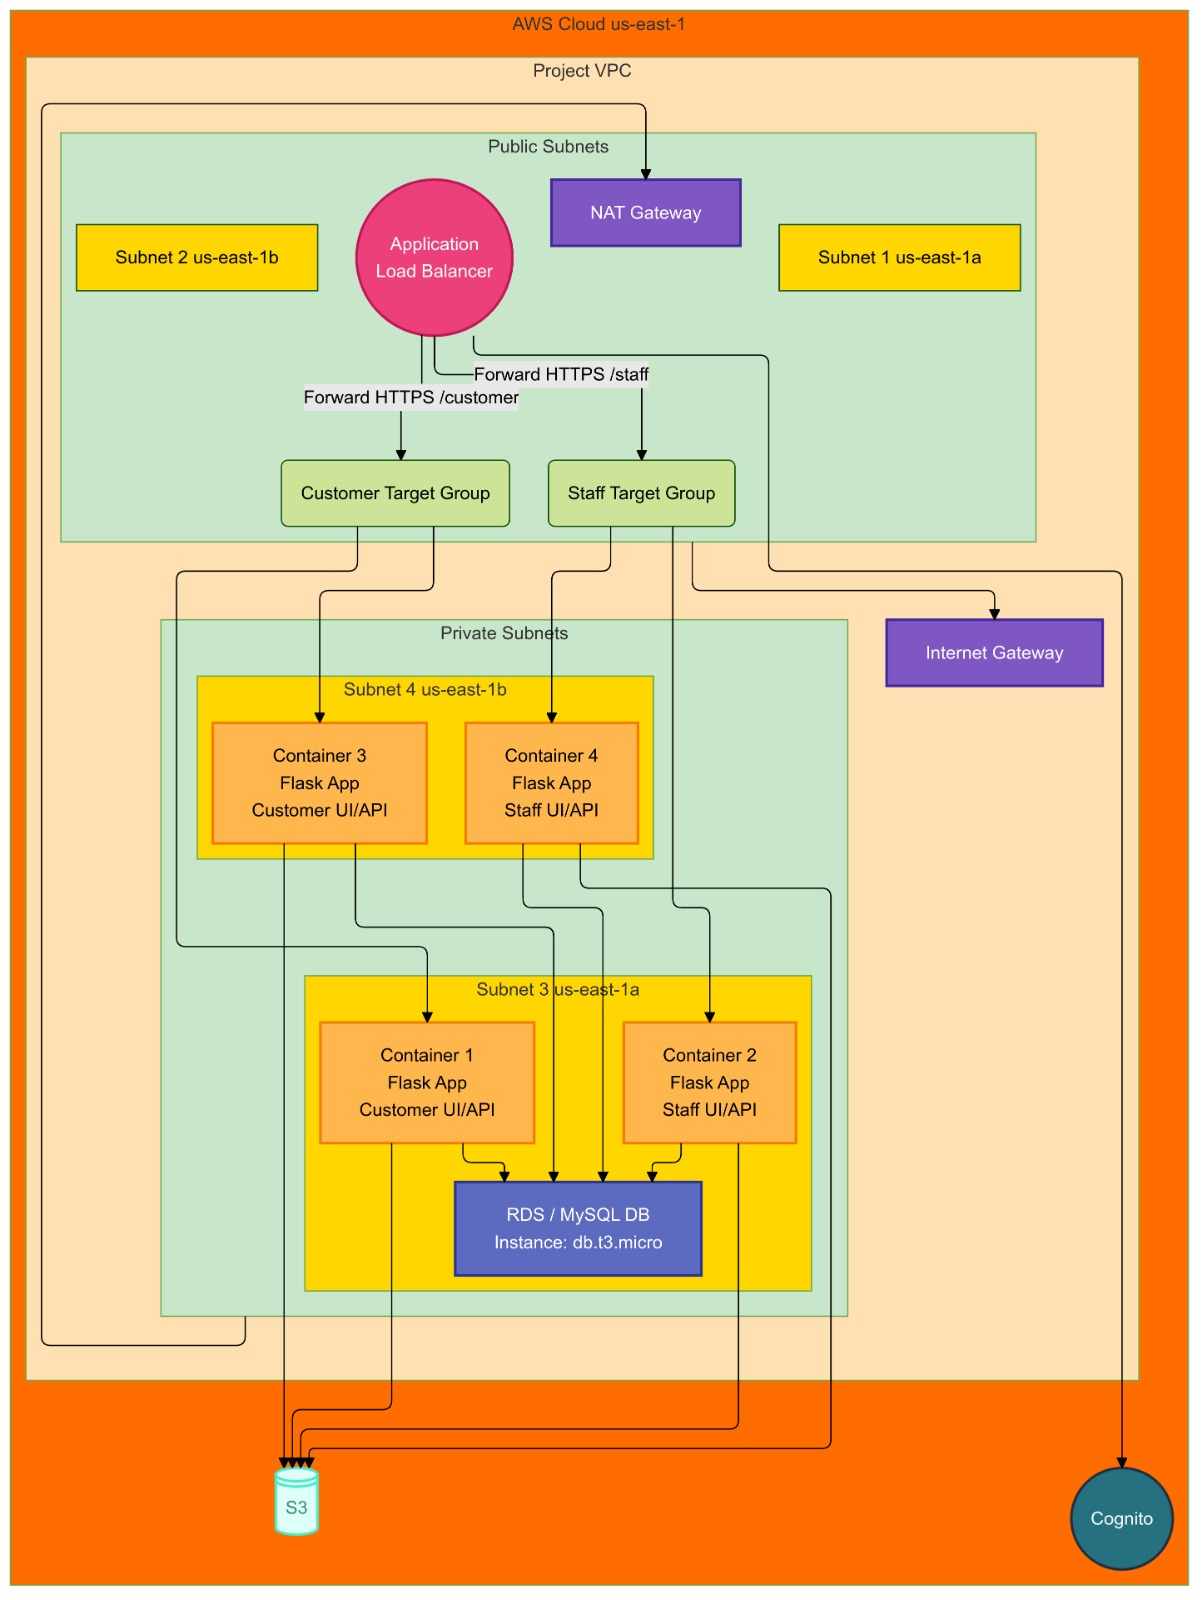 AWS Cloud us-east-1
Project VPC
Public Subnets
NAT Gateway
Application
Load Balancer
Subnet 2 us-east-1b
Subnet 1 us-east-1a
Forward HTTPS /staff
Forward HTTPS /customer
Customer Target Group
Staff Target Group
Private Subnets
Internet Gateway
Subnet 4 us-east-1b
Container 3
Flask App
Customer UI/API
Container 4
Flask App
Staff UI/API
Subnet 3 us-east-1a
Container 1
Flask App
Customer UI/API
Container 2
Flask App
Staff UI/API
RDS / MySQL DB
Instance: db.t3.micro
S3
Cognito